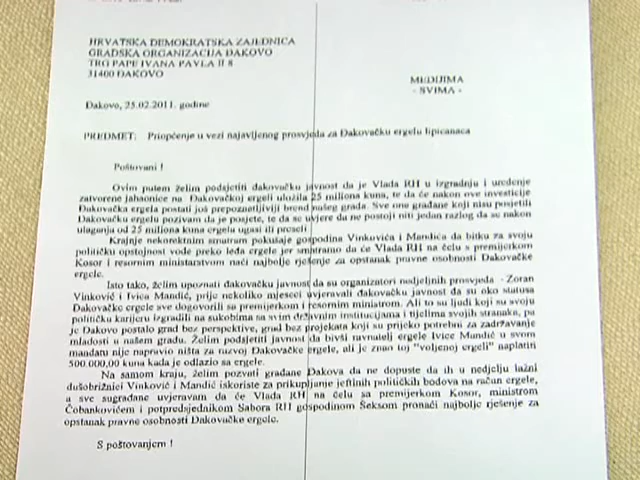 HRVATSKA DEMOKRATSKA ZAJEDNICA
GRADSKA ORGANIZACIJA ĐAKOVO
TRG PAPE IVANA PAVLA II 8
31400 ĐAKOVO
MEDIJIMA
- SVIMA -
Đakovo, 25.02.2011. godine
PREDMET: Priopćenje u vezi najavljenog prosvjeda za Đakovačku ergelu lipicanaca
Poštovani !
Ovim putem želim podsjetiti đakovačku javnost da je Vlada RH u izgradnju i uređenje
zatvorene jahaonice na Đakovačkoj ergeli uložila 25 milijona kuna, te da će nakon ove investicije
Đakovačka ergela postati još prepoznatljiviji brend našeg grada. Sve one građane koji nisu posjetili
Đakovačku ergelu pozivam da je posjete, te da se uvjere da ne postoji niti jedan razlog da se nakon
ulaganja od 25 miliona kuna ergelu ugasi ili preseli.
Krajnje nekorektnim smatram pokušaje gospodina Vinkovića i Mandića da bitku za svoju
političku opstojnost vode preko leđa ergele jer smatramo da će Vlada RH na čelu s premijerkom
Kosor i resornim ministarstvom naći najbolje rješenje za opstanak pravne osobnosti Đakovačke
ergele.
Isto tako, želim upoznati đakovačku javnost da su organizatori nedjeljnih prosvjeda - Zoran
Vinković i Ivica Mandić, prije nekoliko mjeseci uvjeravali đakovačku javnost da su oko statusa
Đakovačke ergele sve dogovorili sa premijerkom i resornim ministrom. Ali to su ljudi koji su svoju
političku karijeru izgradili na sukobima sa svim državnim institucijama i tijelima svojih stranaka, pa
je Đakovo postalo grad bez perspektive, grad bez projekata koji su prijeko potrebni za zadržavanje
mladosti u našem gradu. Želim podsjetiti javnost da bivši ravnatelj ergele Ivice Mandić u svom
mandatu nije napravio ništa za razvoj Đakovačke ergele, ali je znao toj "voljenoj ergeli" naplatiti
500.000,00 kuna kada je odlazio sa ergele.
Na samom kraju, želim pozvati građane Đakova da ne dopuste da ih u nedjelju lažni
dušobrižnici Vinković i Mandić iskoriste za prikupljanje jeftinih političkih bodova na račun ergele,
a sve sugrađane uvjeravam da će Vlada RH na čelu sa premijerkom Kosor, ministrom
Čobankovićem i potpredsjednikom Sabora RH gospodinom Šeksom pronaći najbolje rješenje za
opstanak pravne osobnosti Đakovačke ergele.
S poštovanjem !